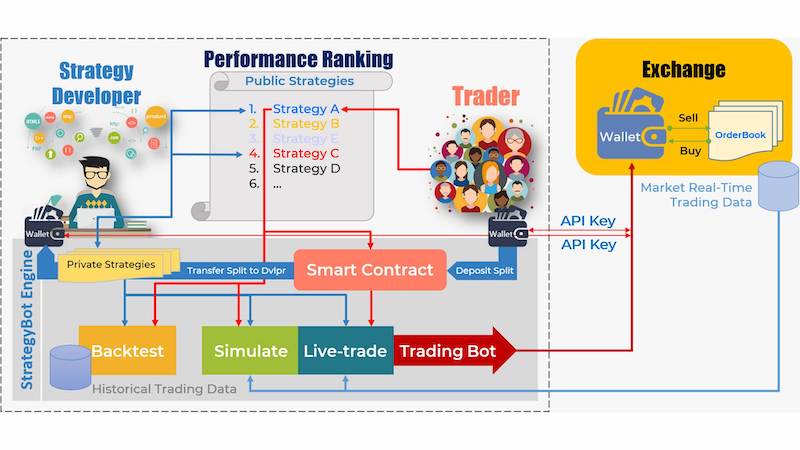 Performance Ranking
Strategy
Developer
Public Strategies
1. Strategy A
2. Strategy B
3. Strategy E
4. Strategy C
5. Strategy D
6. ...
Trader
Exchange
Wallet
Sell
Buy
OrderBook
Market Real-Time
Trading Data
HTML5
product
http:
PHP
Wallet
Wallet
API Key
API Key
Private Strategies
Transfer Split to Dvlpr
Smart Contract
Deposit Split
StrategyBot Engine
Backtest
Simulate
Live-trade
Trading Bot
Historical Trading Data